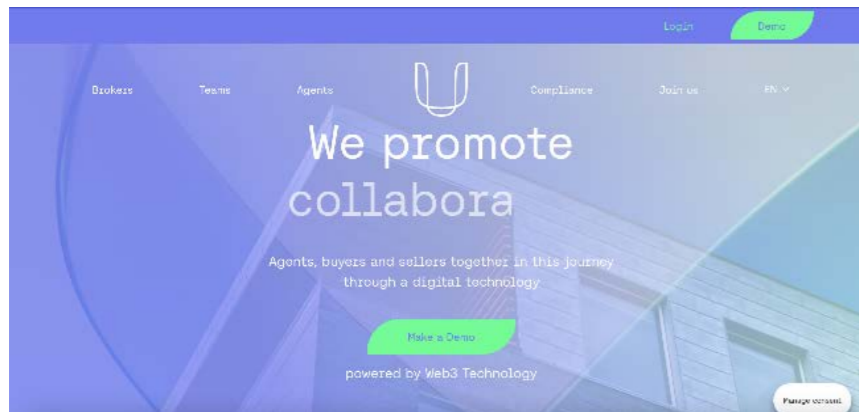 Login Demo
Brokers Teams Agents Compliance Join us EN
We promote
collabora
Agents, buyers and sellers together in this journey
through a digital technology
Make a Demo
powered by Web3 Technology
Manage consent